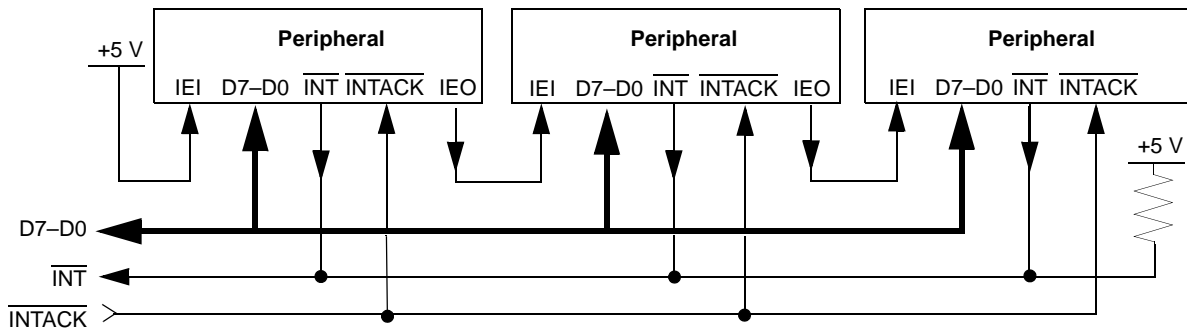 Peripheral Peripheral Peripheral
+5 V
IEI D7–D0 INT INTACK IEO IEI D7–D0 INT INTACK IEO IEI D7–D0 INT INTACK
+5 V
D7–D0
INT
INTACK